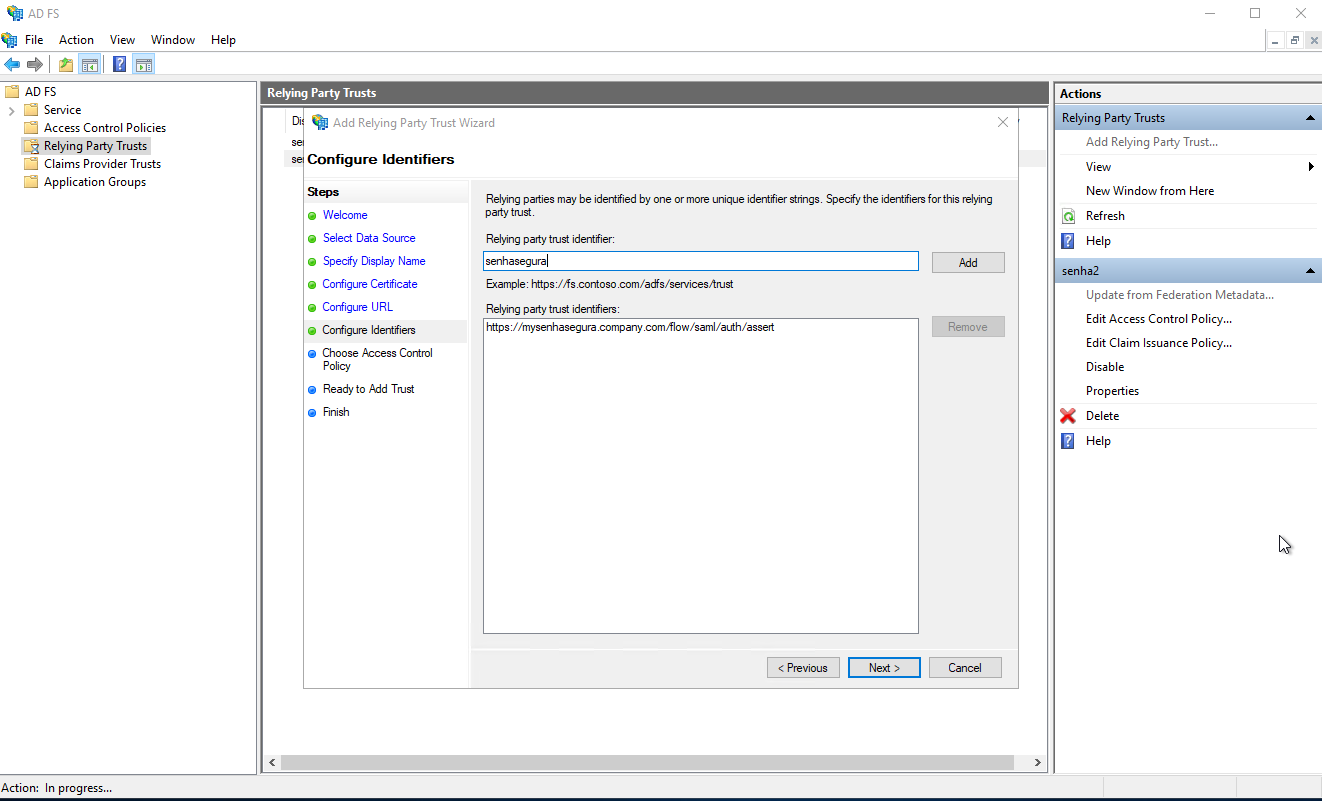 AD FS
File Action View Window Help
AD FS
Service
Access Control Policies
Relying Party Trusts
Claims Provider Trusts
Application Groups
Relying Party Trusts
Add Relying Party Trust Wizard
Configure Identifiers
Steps
Welcome
Select Data Source
Specify Display Name
Configure Certificate
Configure URL
Configure Identifiers
Choose Access Control
Policy
Ready to Add Trust
Finish
Relying parties may be identified by one or more unique identifier strings. Specify the identifiers for this relying
party trust.
Relying party trust identifier:
senhasegura
Add
Example: https://fs.contoso.com/adfs/services/trust
Relying party trust identifiers:
https://mysenhasegura.company.com/flow/saml/auth/assert
Remove
< Previous Next > Cancel
Actions
Relying Party Trusts
Add Relying Party Trust...
View
New Window from Here
Refresh
Help
senha2
Update from Federation Metadata...
Edit Access Control Policy...
Edit Claim Issuance Policy...
Disable
Properties
Delete
Help
Action: In progress...